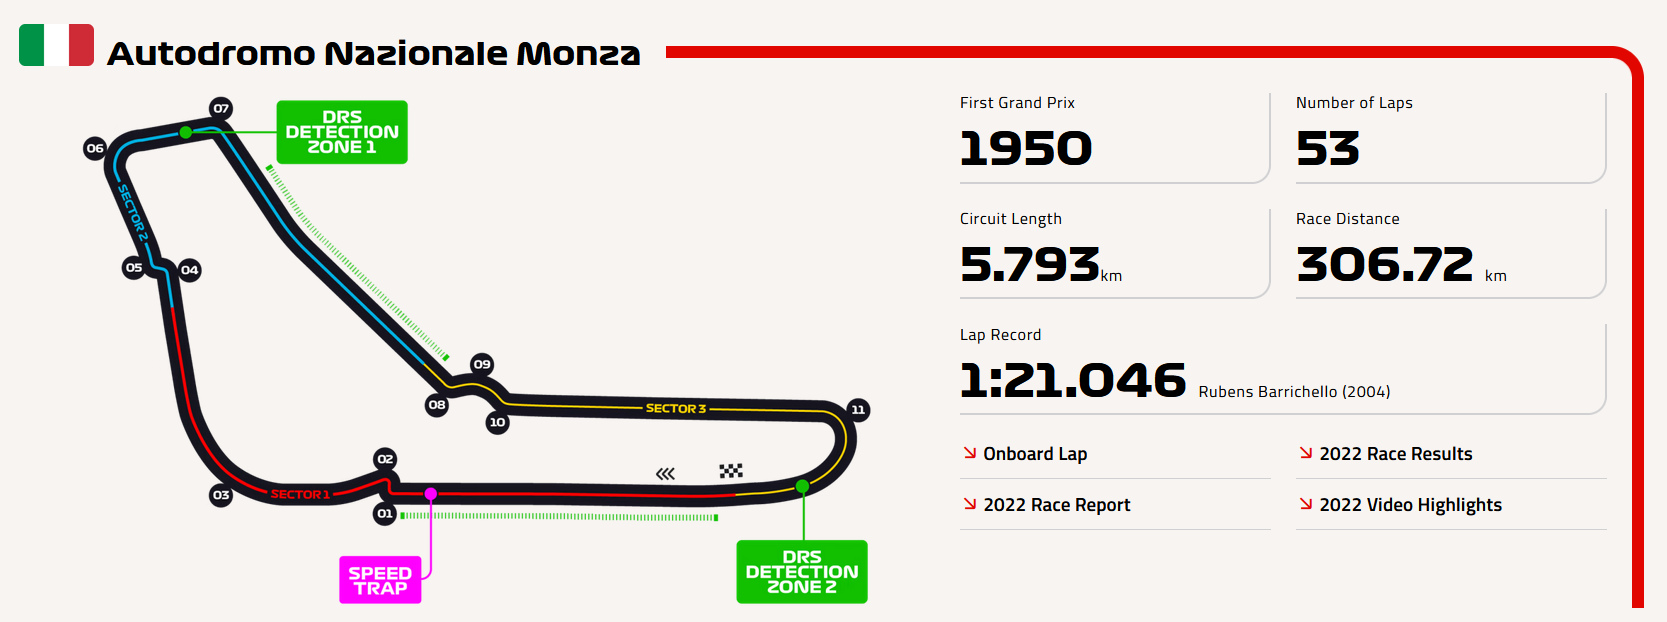 Autodromo Nazionale Monza
07
DRS
DETECTION
ZONE 1
06
SECTOR 2
05
04
09
08
10
SECTOR 3
11
02
03
SECTOR 1
01
SPEED
TRAP
DRS
DETECTION
ZONE 2
First Grand Prix
1950
Number of Laps
53
Circuit Length
5.793km
Race Distance
306.72 km
Lap Record
1:21.046 Rubens Barrichello (2004)
Onboard Lap
2022 Race Results
2022 Race Report
2022 Video Highlights